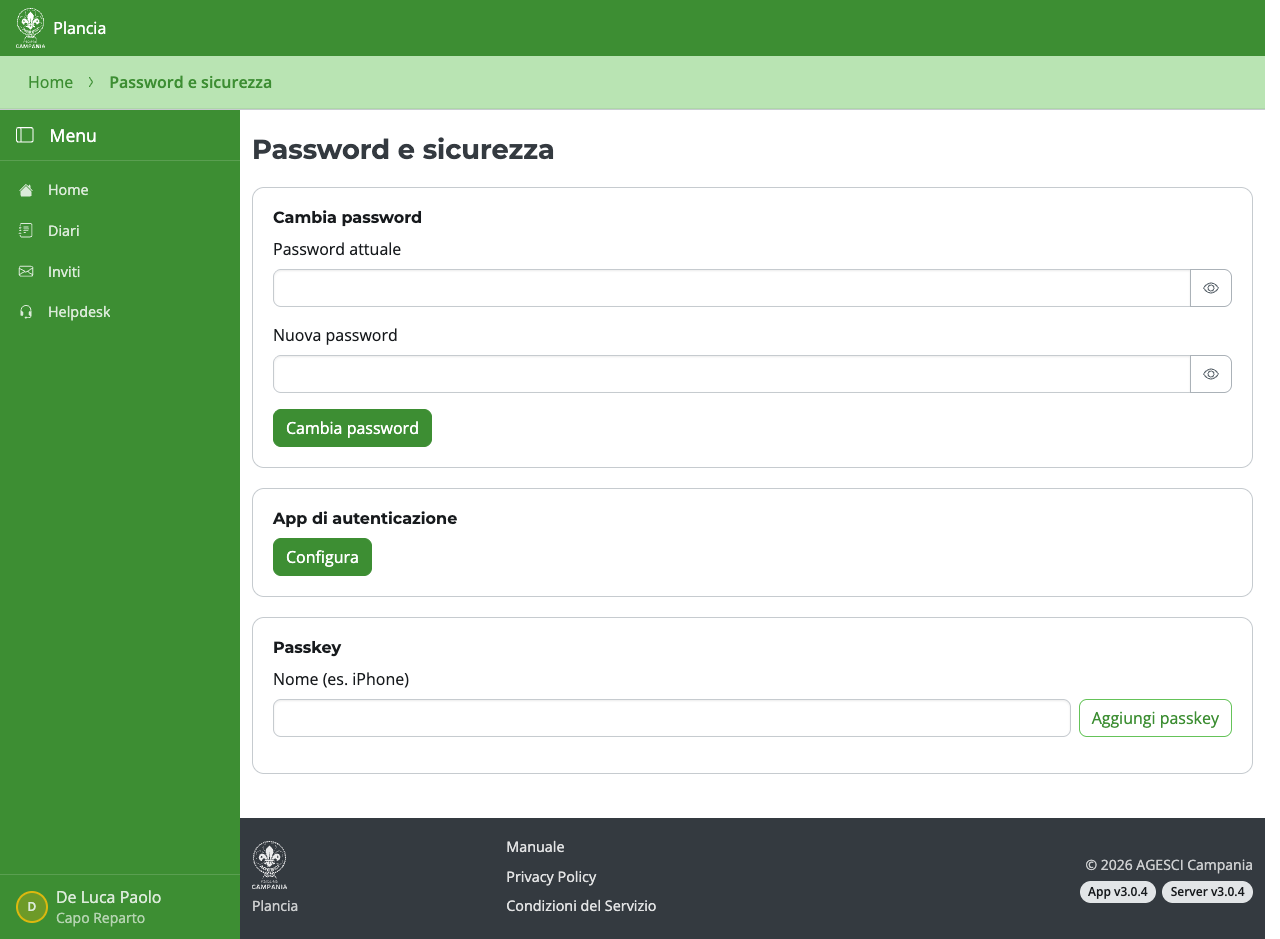 CAMPANIA
Plancia
Home
Password e sicurezza
Menu
Home
Diari
Inviti
Helpdesk
D
De Luca Paolo
Capo Reparto
Password e sicurezza
Cambia password
Password attuale
Nuova password
Cambia password
App di autenticazione
Configura
Passkey
Nome (es. iPhone)
Aggiungi passkey
CAMPANIA
Plancia
Manuale
Privacy Policy
Condizioni del Servizio
© 2026 AGESCI Campania
App v3.0.4
Server v3.0.4